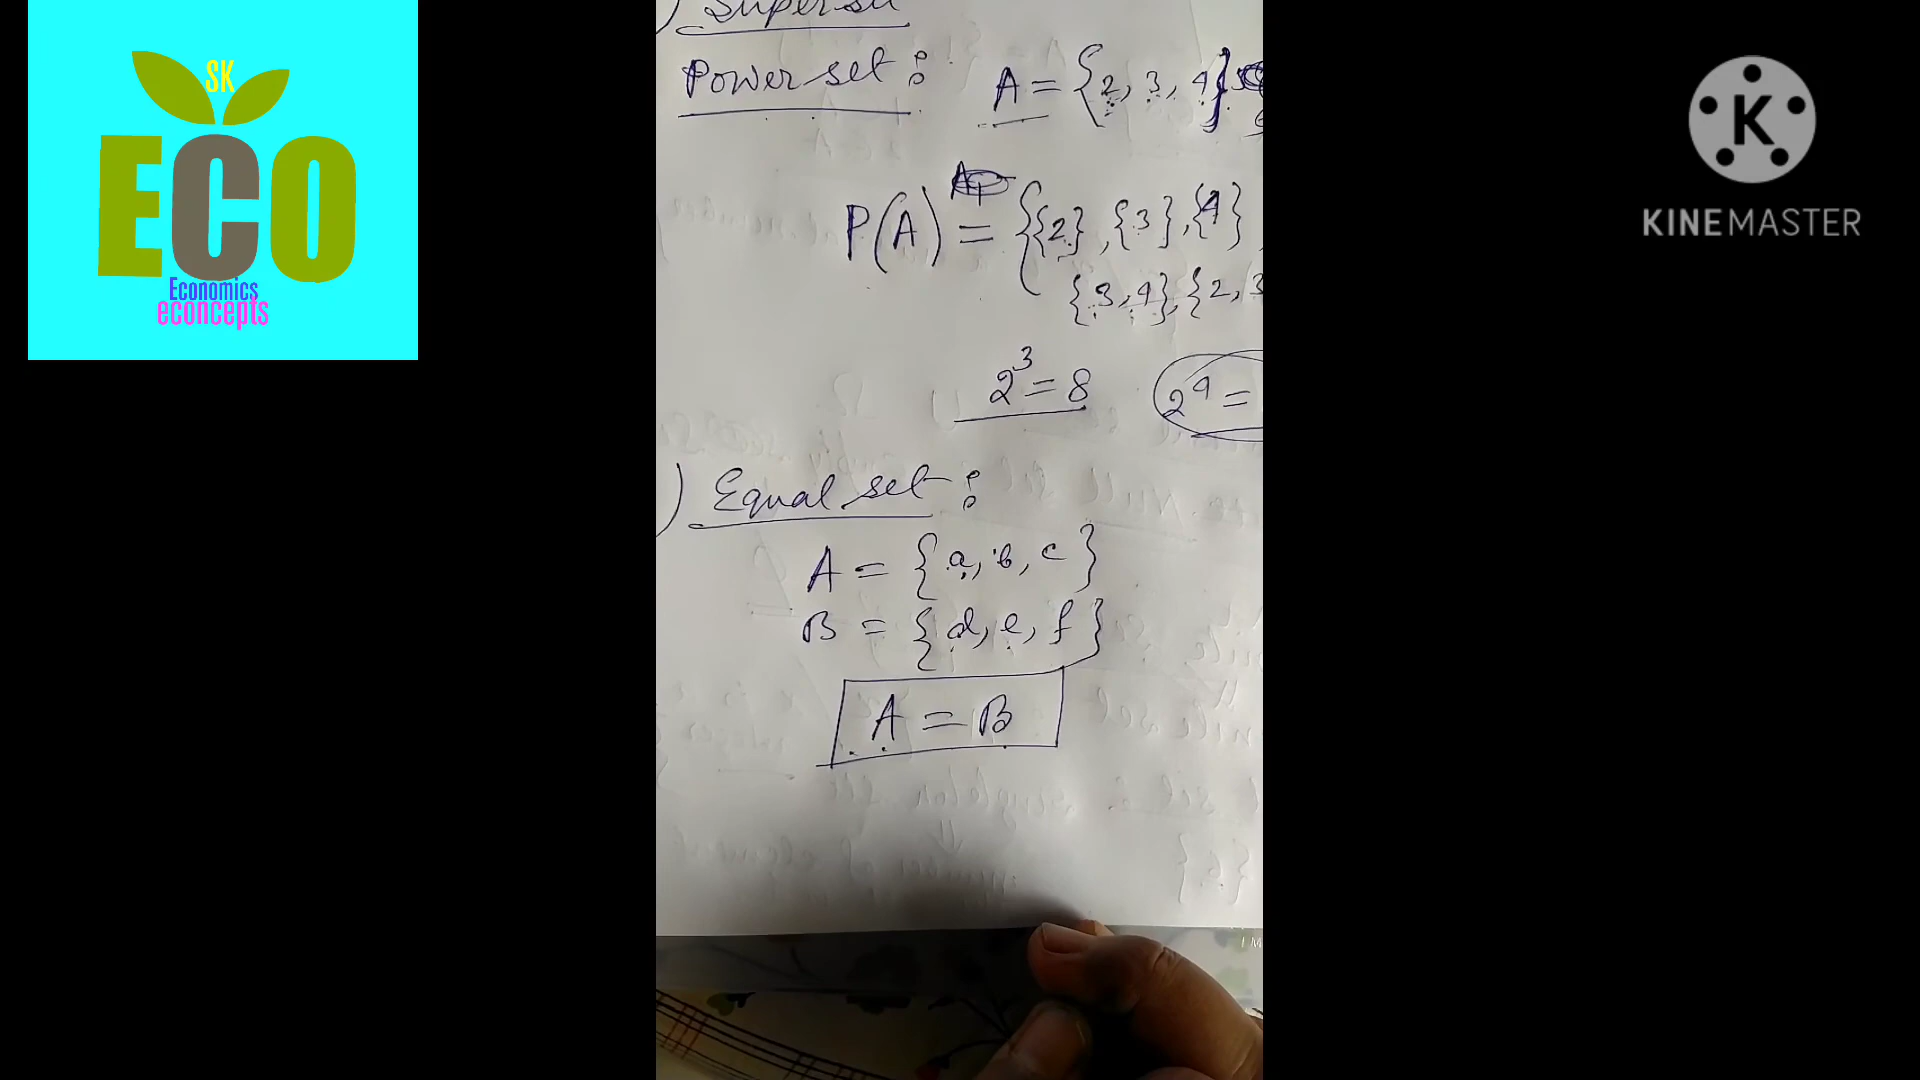 SK
ECO
Economics
econcepts
KINEMASTER
Power set :
A = {2, 3, 4}
P(A) = {{2}, {3}, {4},
{3, 4}, {2, 3
2³ = 8
2⁴ =
) Equal set :
A = {a, b, c}
B = {d, e, f}
A = B